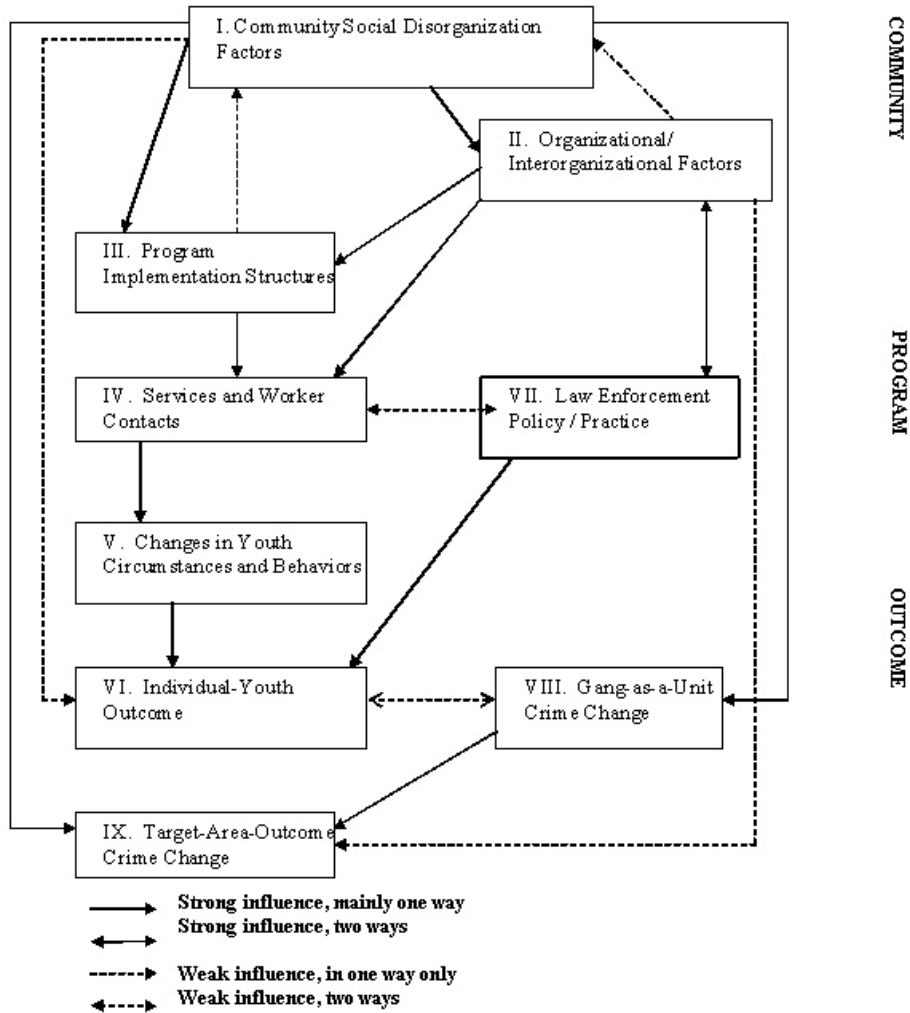 I. Community Social Disorganization
Factors
COMMUNITY
II. Organizational/
Interorganizational Factors
III. Program
Implementation Structures
PROGRAM
IV. Services and Worker
Contacts
VII. Law Enforcement
Policy / Practice
V. Changes in Youth
Circumstances and Behaviors
OUTCOME
VI. Individual-Youth
Outcome
VIII. Gang-as-a-Unit
Crime Change
IX. Target-Area-Outcome
Crime Change
Strong influence, mainly one way
Strong influence, two ways
Weak influence, in one way only
Weak influence, two ways